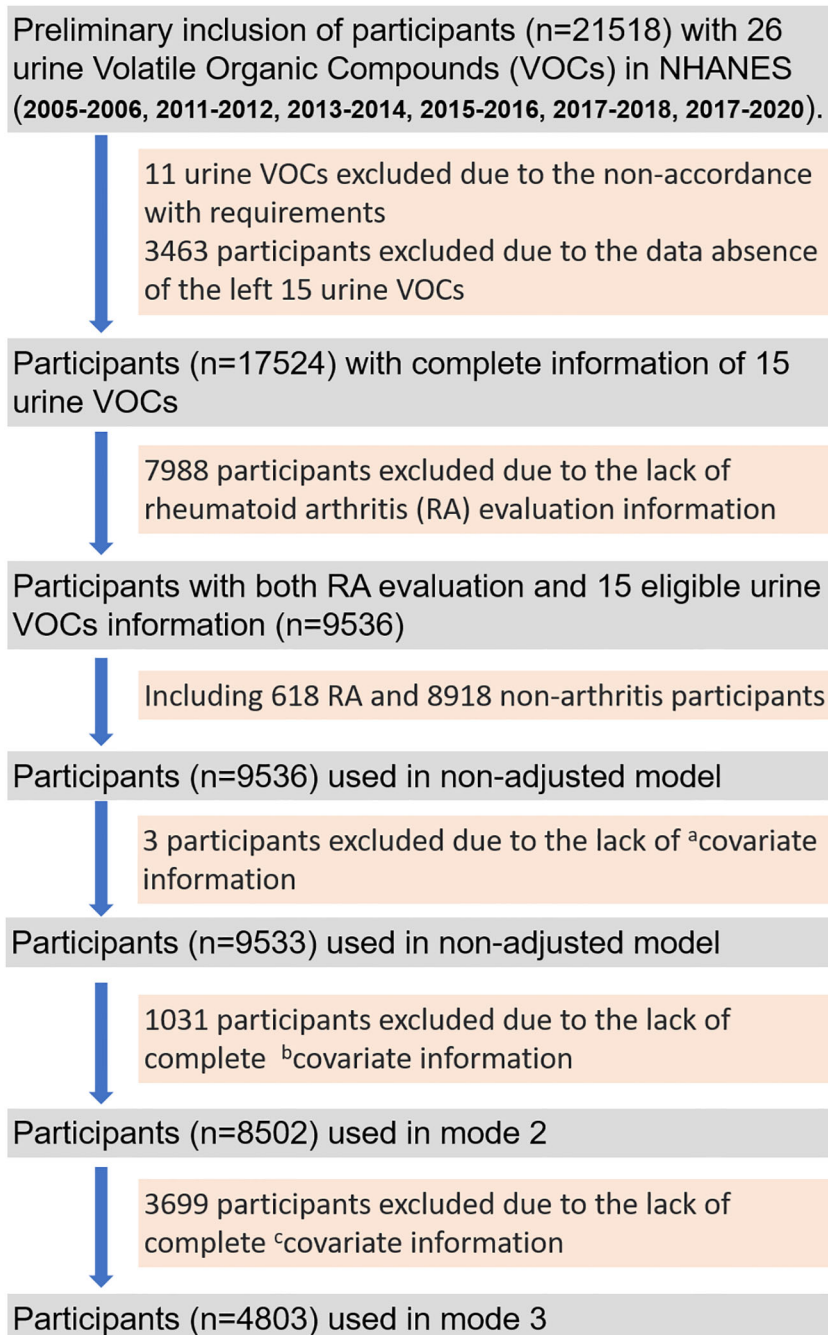 Preliminary inclusion of participants (n=21518) with 26
urine Volatile Organic Compounds (VOCs) in NHANES
(2005-2006, 2011-2012, 2013-2014, 2015-2016, 2017-2018, 2017-2020).
11 urine VOCs excluded due to the non-accordance
with requirements
3463 participants excluded due to the data absence
of the left 15 urine VOCs
Participants (n=17524) with complete information of 15
urine VOCs
7988 participants excluded due to the lack of
rheumatoid arthritis (RA) evaluation information
Participants with both RA evaluation and 15 eligible urine
VOCs information (n=9536)
Including 618 RA and 8918 non-arthritis participants
Participants (n=9536) used in non-adjusted model
3 participants excluded due to the lack of ᵃcovariate
information
Participants (n=9533) used in non-adjusted model
1031 participants excluded due to the lack of
complete ᵇcovariate information
Participants (n=8502) used in mode 2
3699 participants excluded due to the lack of
complete ᶜcovariate information
Participants (n=4803) used in mode 3